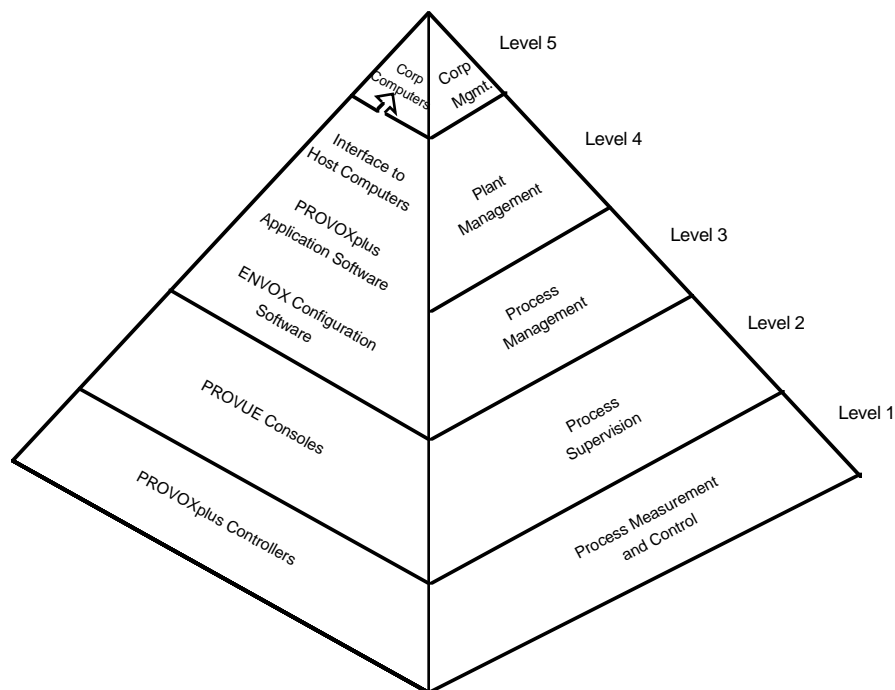 Level 5
Corp
Computers
Corp
Mgmt.
Level 4
Interface to
Host Computers
Plant
Management
PROVOXplus
Application Software
Level 3
ENVOX Configuration
Software
Process
Management
Level 2
PROVUE Consoles
Process
Supervision
Level 1
PROVOXplus Controllers
Process Measurement
and Control